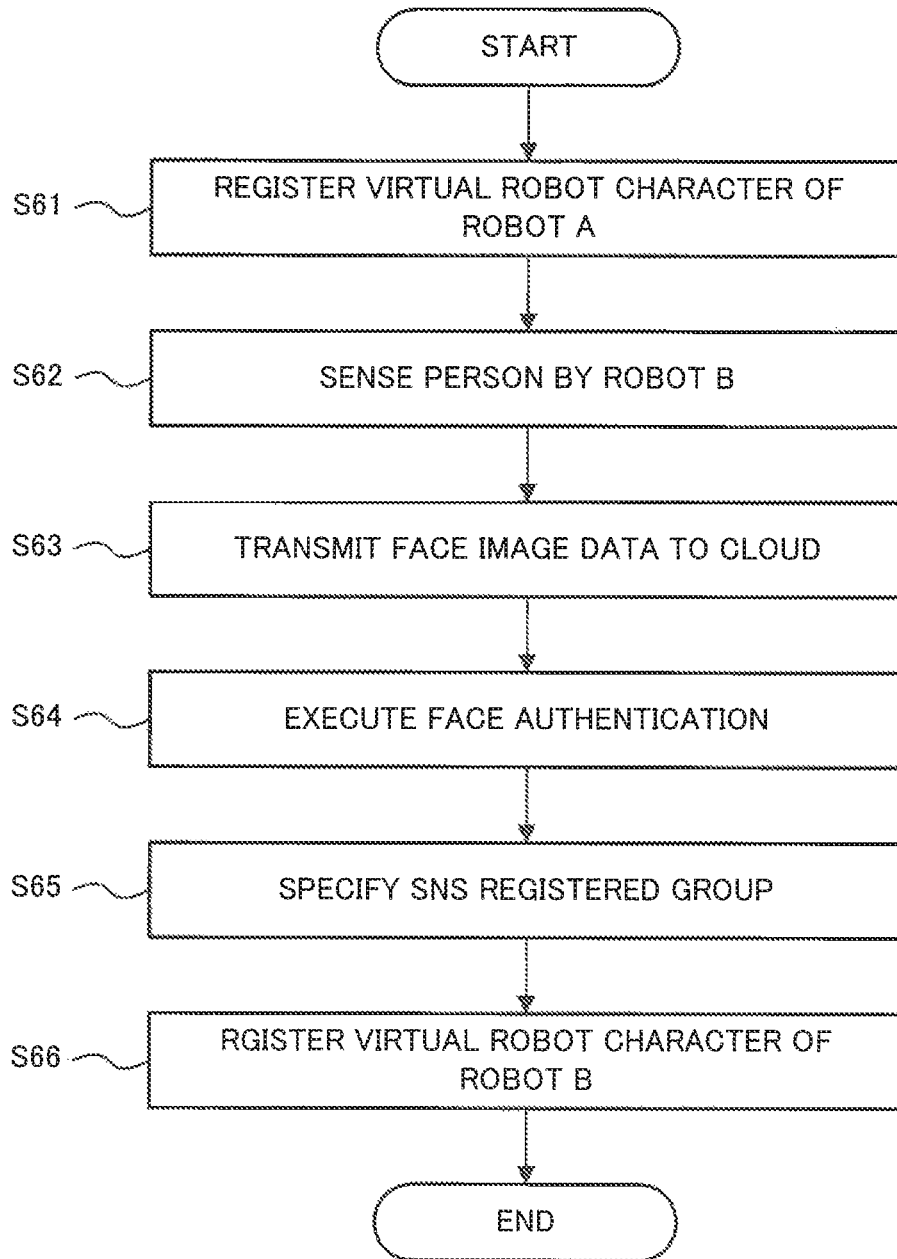 START
S61
REGISTER VIRTUAL ROBOT CHARACTER OF
ROBOT A
S62
SENSE PERSON BY ROBOT B
S63
TRANSMIT FACE IMAGE DATA TO CLOUD
S64
EXECUTE FACE AUTHENTICATION
S65
SPECIFY SNS REGISTERED GROUP
S66
RGISTER VIRTUAL ROBOT CHARACTER OF
ROBOT B
END